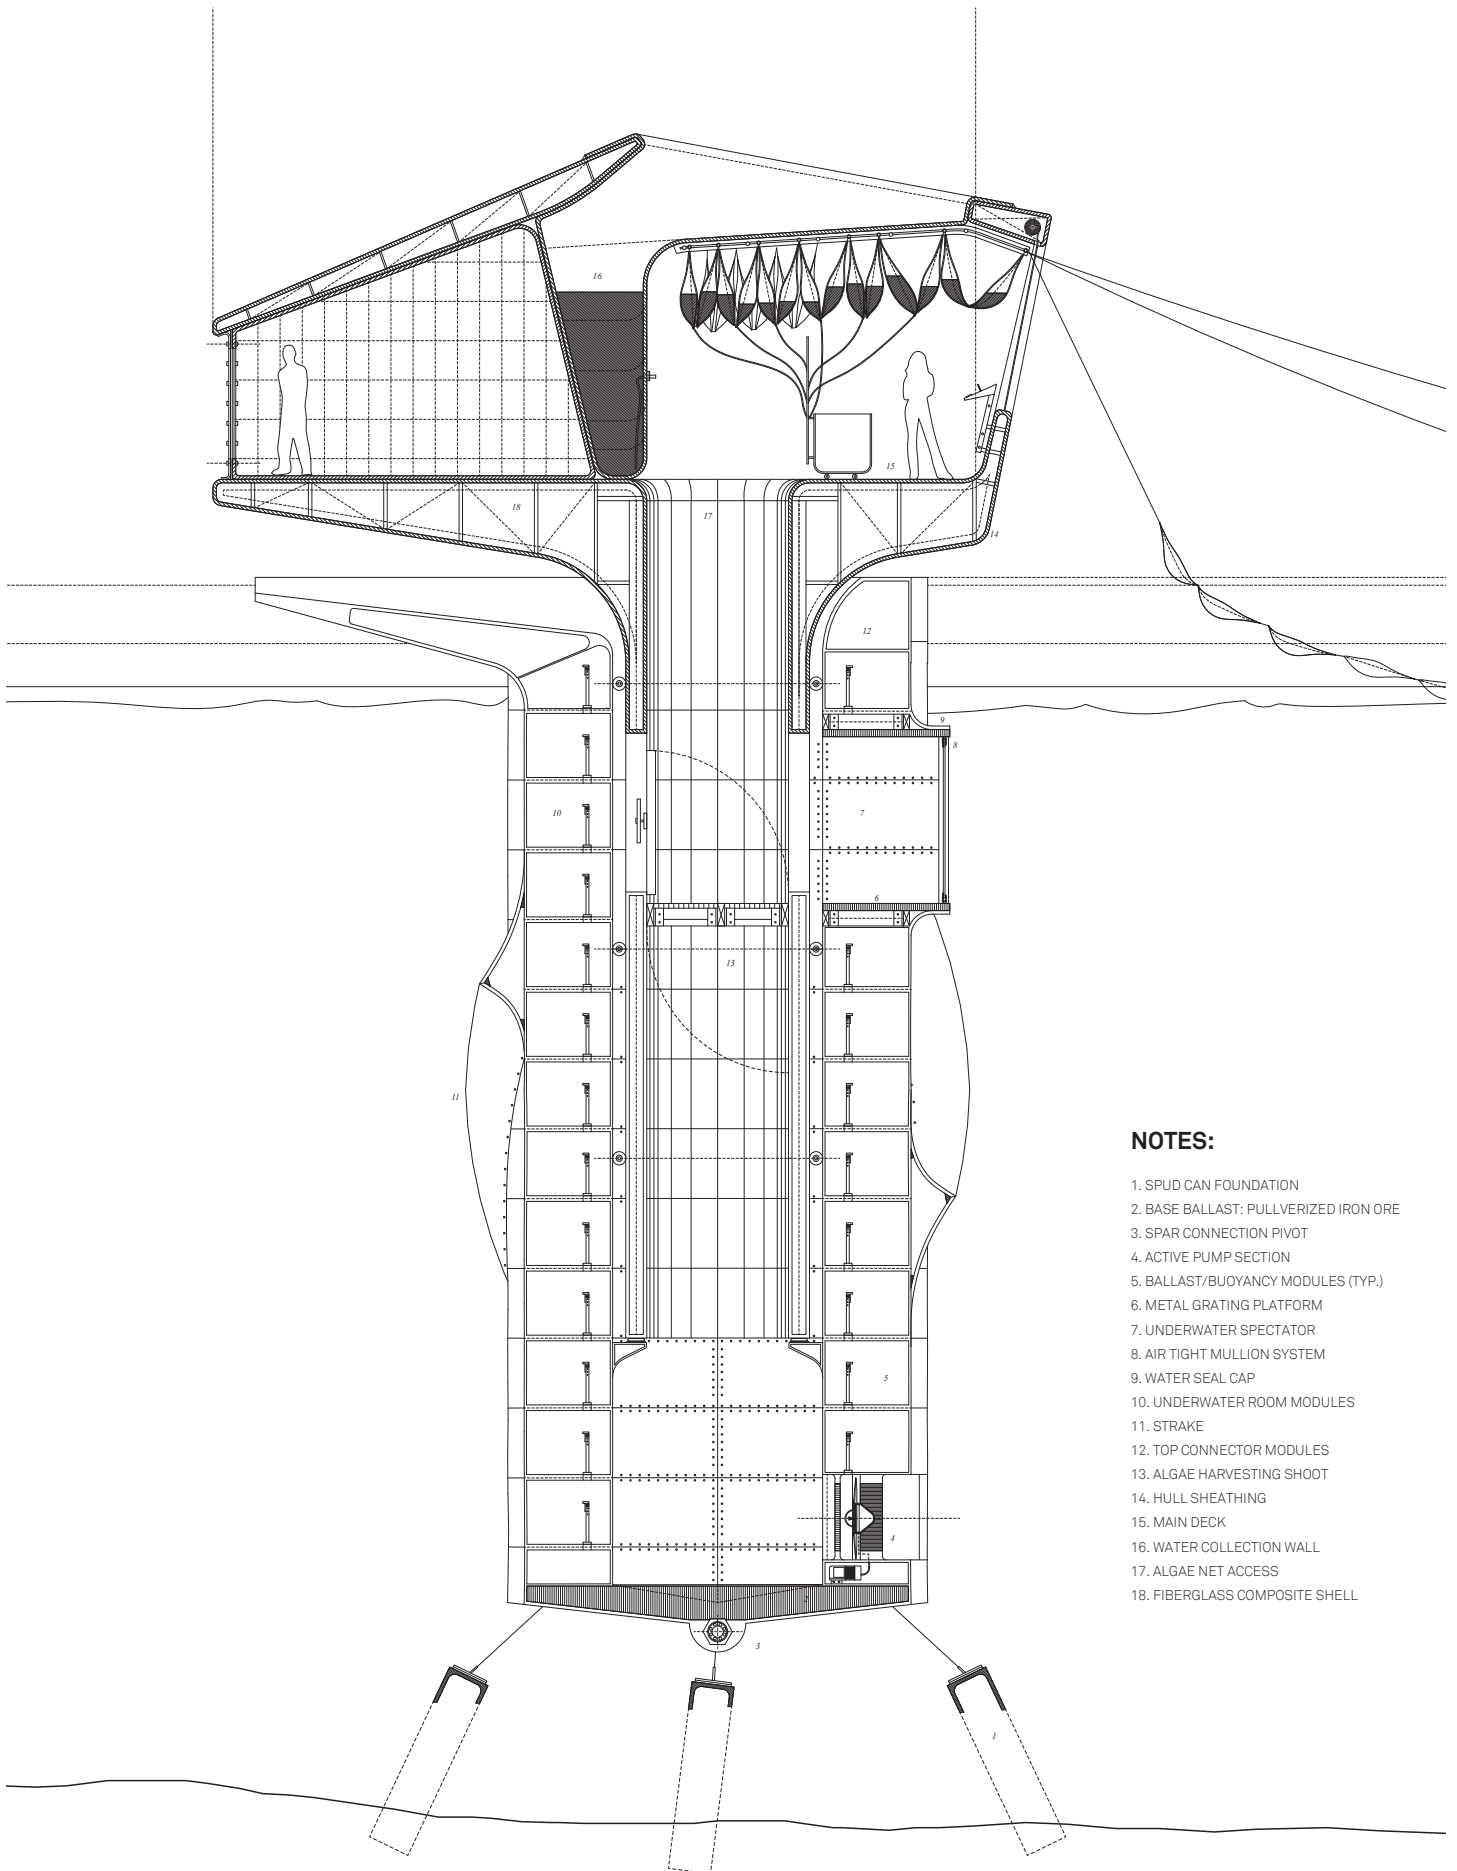 16
15
17
18
14
12
9
8
10
7
6
13
11
5
4
2
3
1
NOTES:
1. SPUD CAN FOUNDATION
2. BASE BALLAST: PULLVERIZED IRON ORE
3. SPAR CONNECTION PIVOT
4. ACTIVE PUMP SECTION
5. BALLAST/BUOYANCY MODULES (TYP.)
6. METAL GRATING PLATFORM
7. UNDERWATER SPECTATOR
8. AIR TIGHT MULLION SYSTEM
9. WATER SEAL CAP
10. UNDERWATER ROOM MODULES
11. STRAKE
12. TOP CONNECTOR MODULES
13. ALGAE HARVESTING SHOOT
14. HULL SHEATHING
15. MAIN DECK
16. WATER COLLECTION WALL
17. ALGAE NET ACCESS
18. FIBERGLASS COMPOSITE SHELL